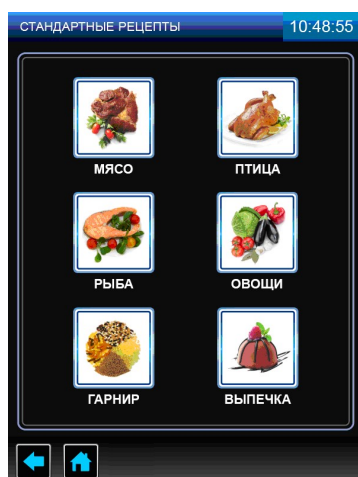 СТАНДАРТНЫЕ РЕЦЕПТЫ 10:48:55
МЯСО ПТИЦА
РЫБА ОВОЩИ
ГАРНИР ВЫПЕЧКА